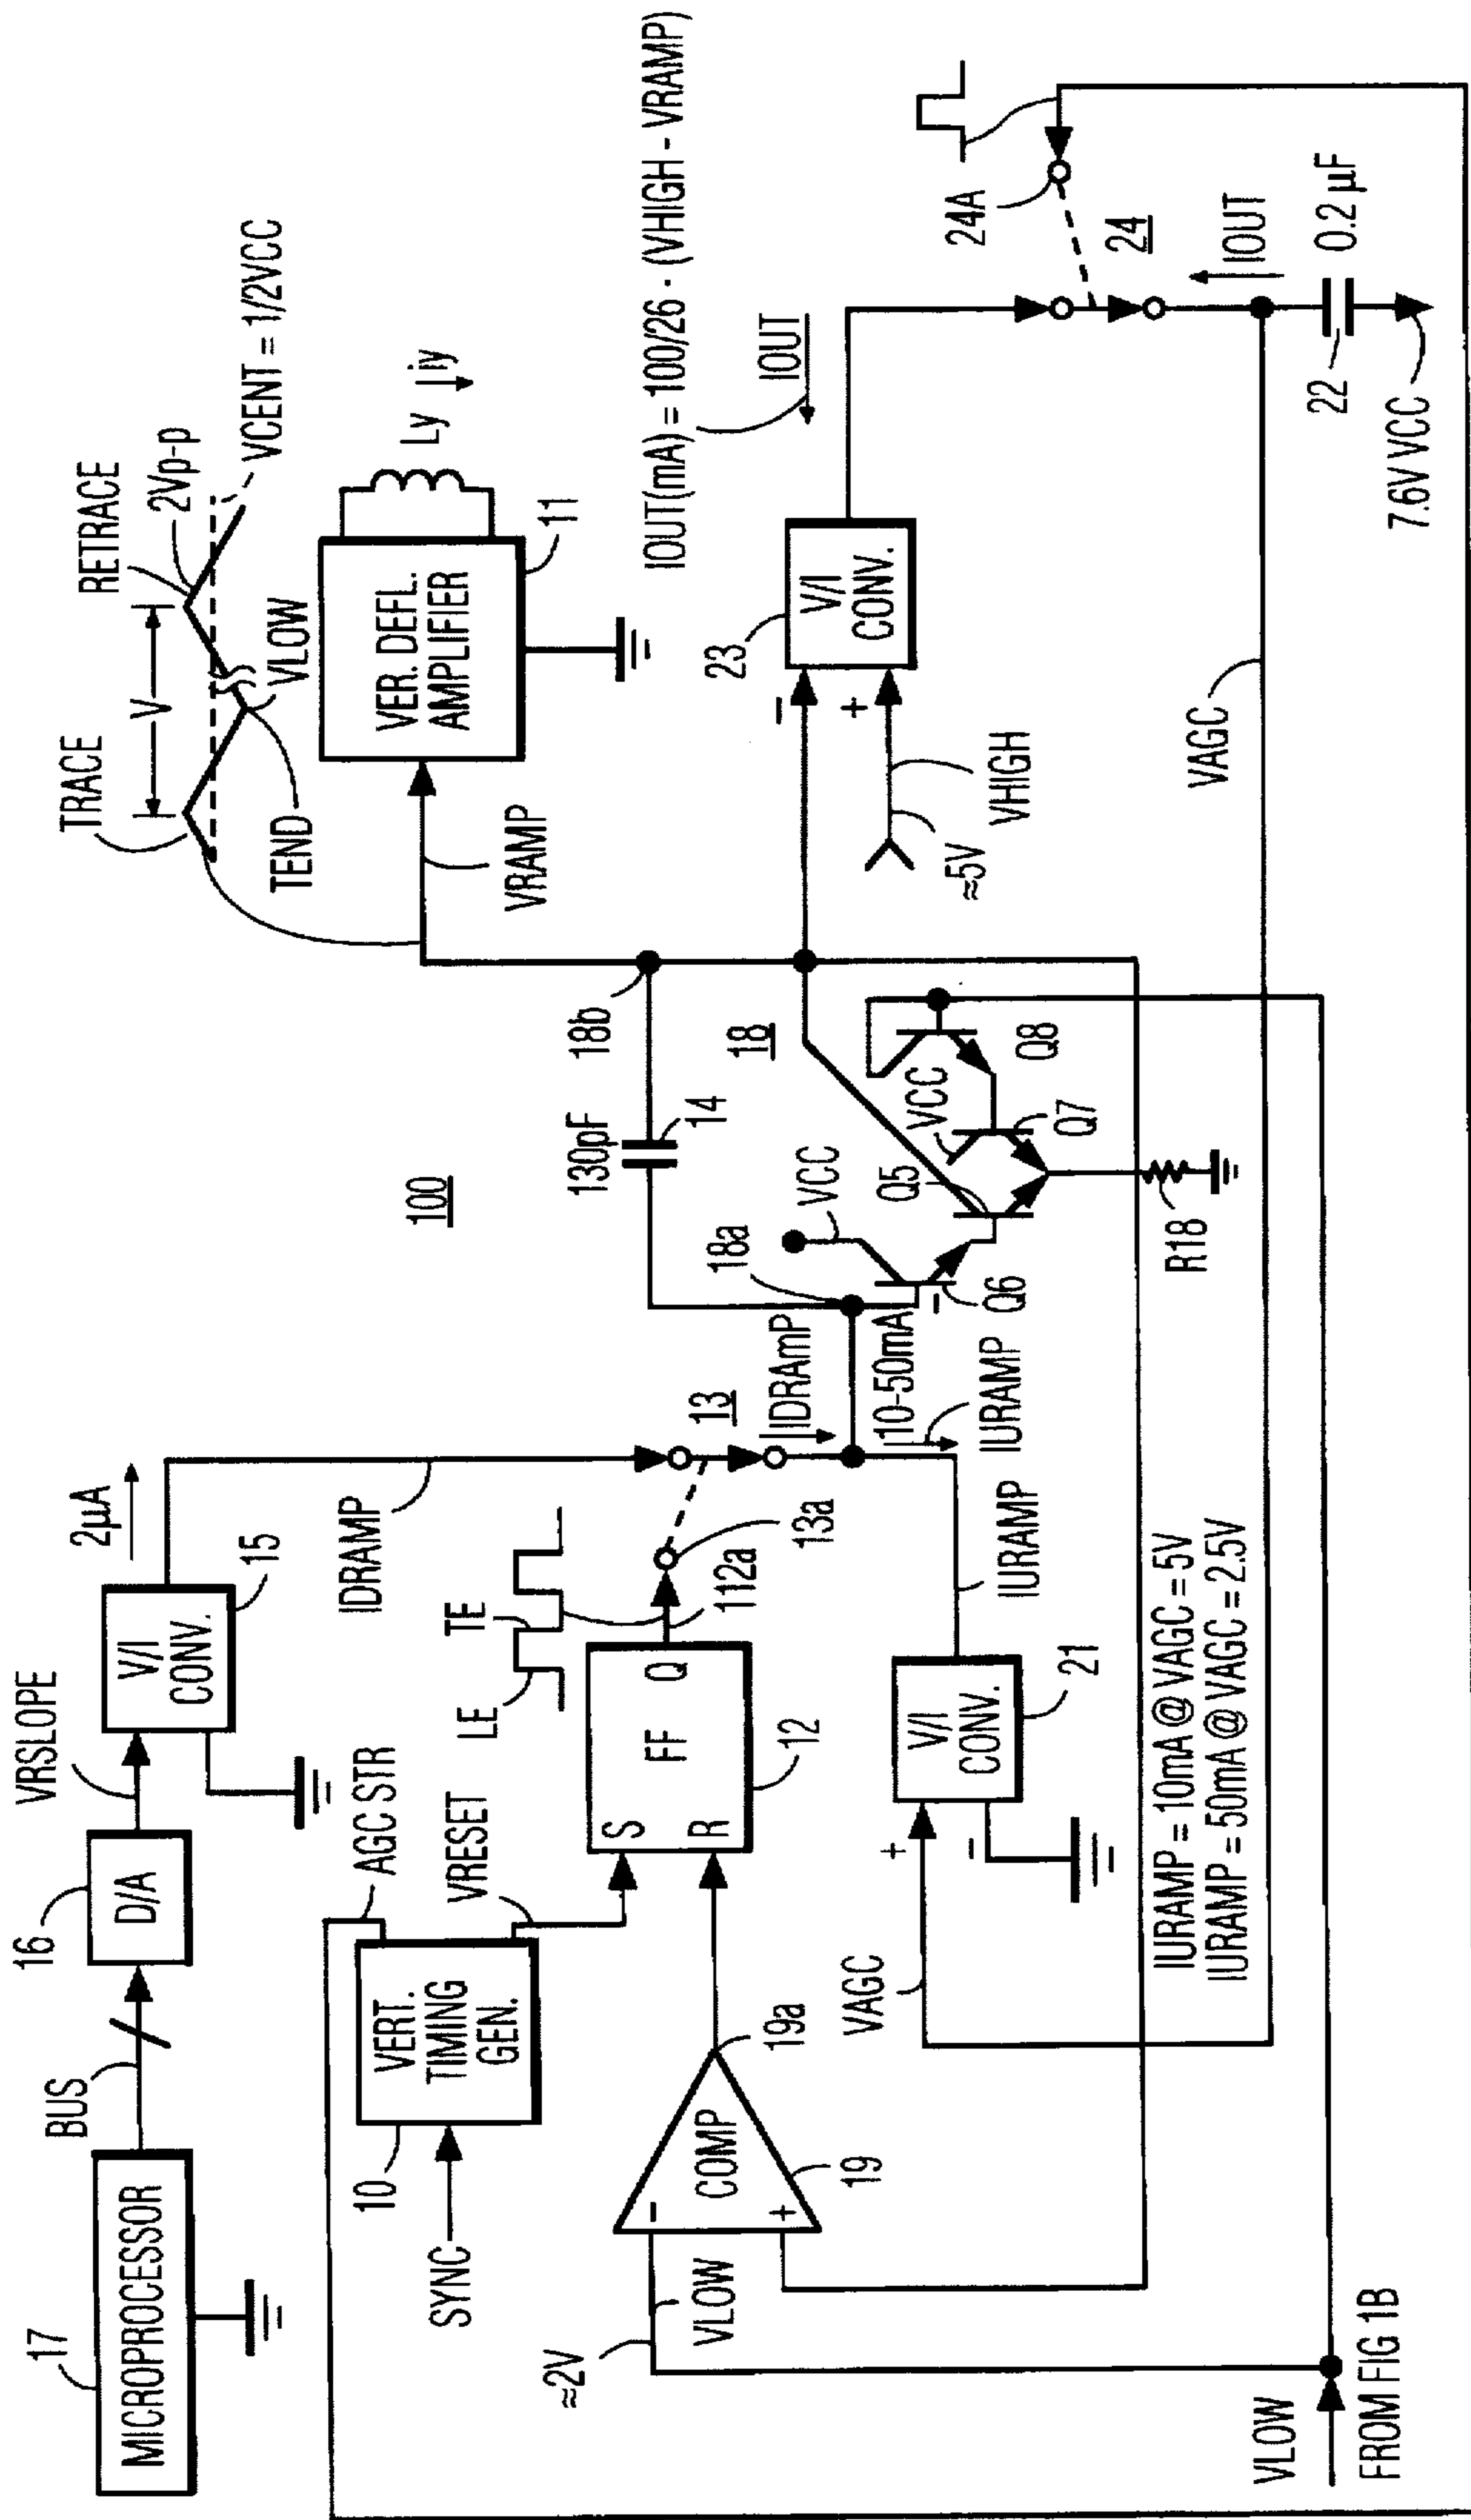 17
MICROPROCESSOR
BUS
16
D/A
VRSLOPE
V/I
CONV.
15
2µA
IDRAMP
SYNC
10
VERT.
TIMING
GEN.
AGC STR
VRESET
S
R
FF
Q
12
LE
TE
112a
13a
13
IDRAmP
≈2V
VLOW
-
+
COMP
19
19a
VAGC
+
-
V/I
CONV.
21
IURAMP
10-50mA
IURAMP
IURAMP = 10mA @ VAGC = 5V
IURAMP = 50mA @ VAGC = 2.5V
VLOW
FROM FIG 1B
100
130pF
14
18a
18b
18
VCC
-
Q6
Q5
VCC
Q7
Q8
R18
TRACE
V
RETRACE
2Vp-p
VCENT = 1/2VCC
TEND
VLOW
VRAMP
VER. DEFL.
AMPLIFIER
11
Ly
iy
IOUT(mA) = 100/26 · (VHIGH - VRAMP)
IOUT
23
-
+
V/I
CONV.
≈5V
VHIGH
VAGC
24A
24
IOUT
22
0.2 µF
7.6V VCC